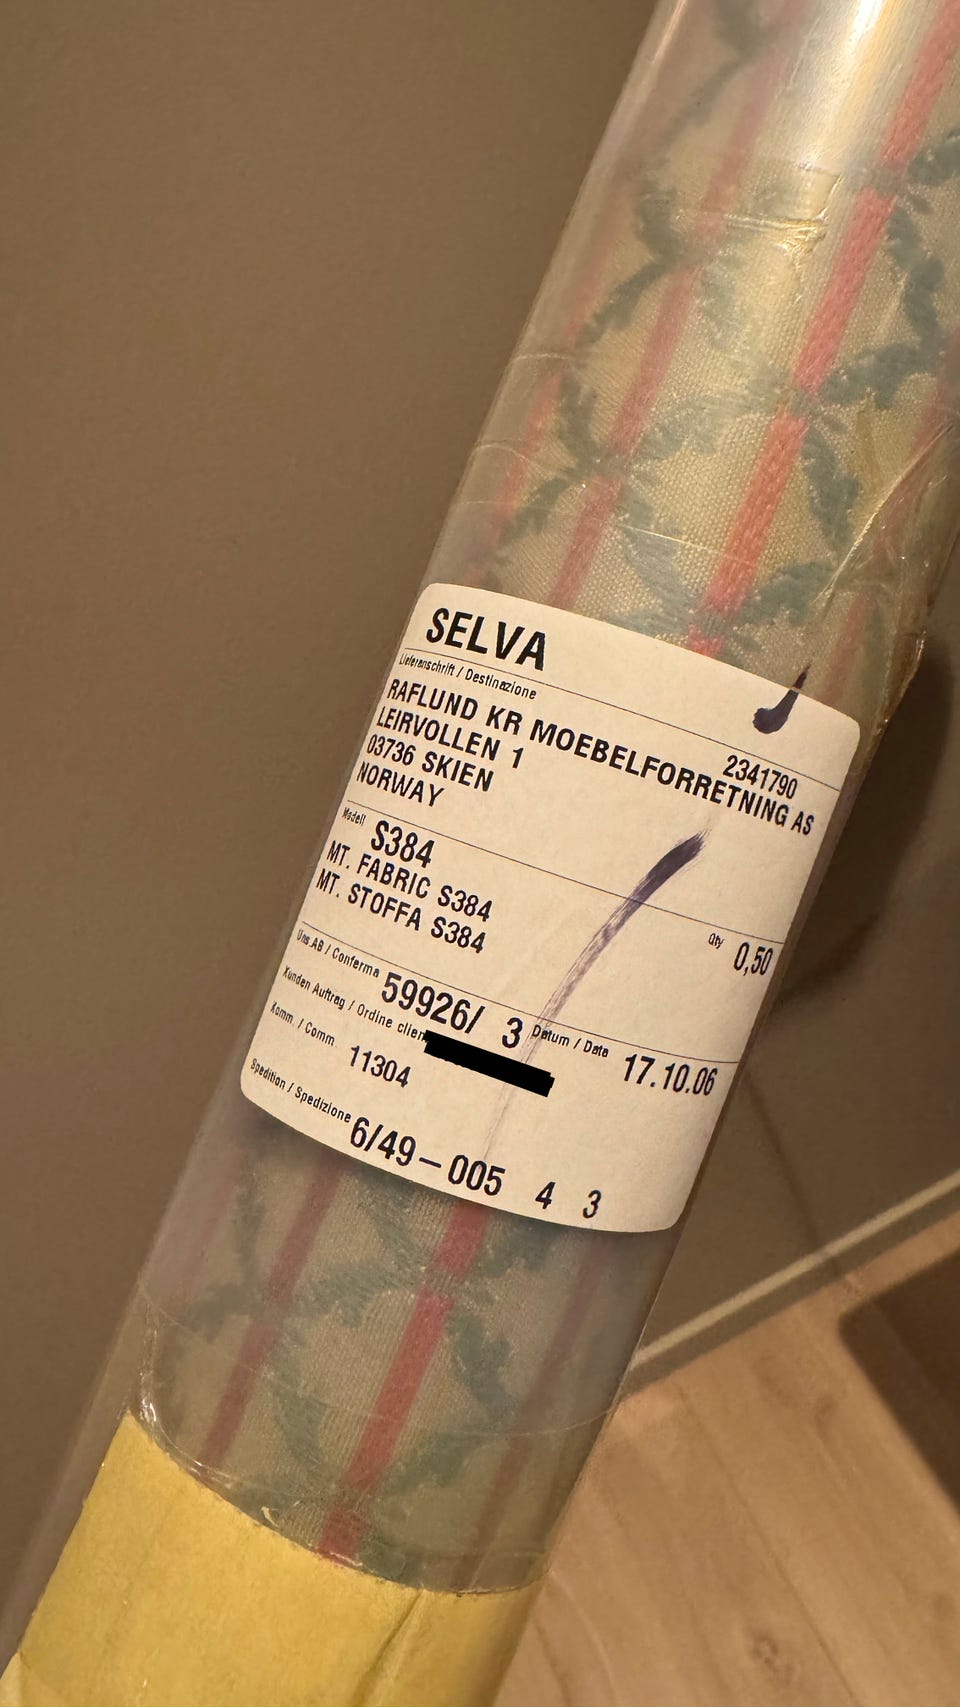 SELVA
Lieferanschrift / Destinazione
2341790
RAFLUND KR MOEBELFORRETNING AS
LEIRVOLLEN 1
03736 SKIEN
NORWAY
Modell S384
MT. FABRIC S384
MT. STOFFA S384
Qty 0,50
Uns.AB / Conferma 59926/ 3 Datum / Data 17.10.06
Kunden Auftrag / Ordine clien
Komm. / Comm. 11304
Spedition / Spedizione 6/49-005 4 3